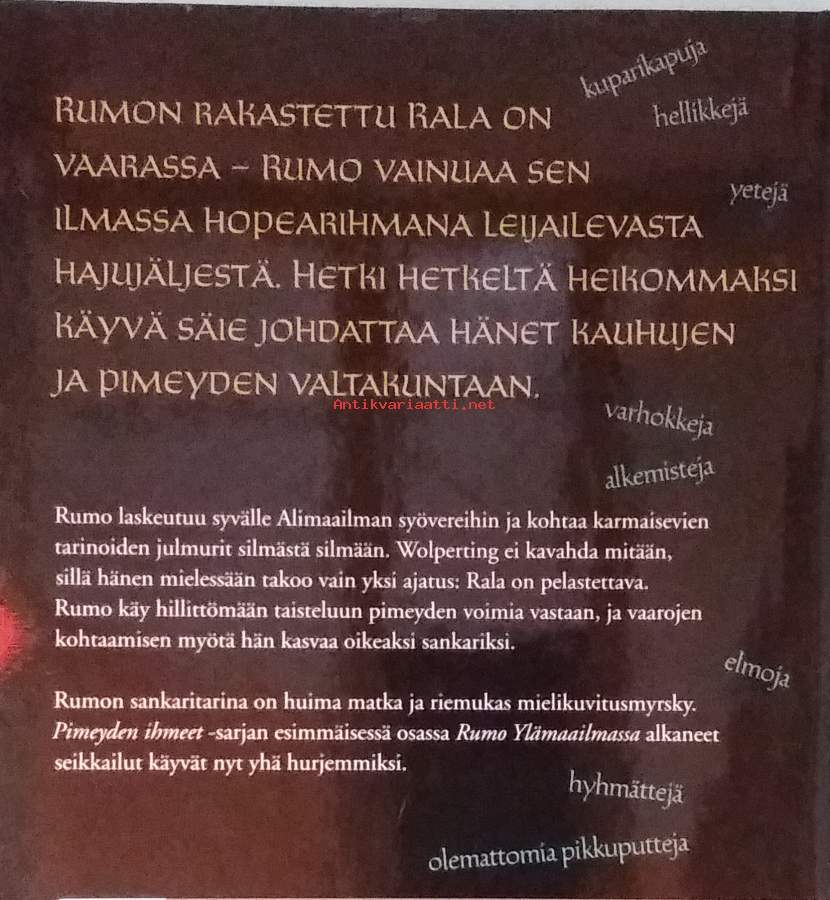 kuparikapuja
hellikkejä
RUMON RAKASTETTU RALA ON
VAARASSA – RUMO VAINUAA SEN
yetejä
ILMASSA HOPEARIHMANA LEIJAILEVASTA
HAJUJÄLJESTÄ. HETKI HETKELTÄ HEIKOMMAKSI
KÄYVÄ SÄIE JOHDATTAA HÄNET KAUHUJEN
JA PIMEYDEN VALTAKUNTAAN.
Antikvariaatti.net
varhokkeja
alkemisteja
Rumo laskeutuu syvälle Alimaailman syövereihin ja kohtaa karmaisevien
tarinoiden julmurit silmästä silmään. Wolperting ei kavahda mitään,
sillä hänen mielessään takoo vain yksi ajatus: Rala on pelastettava.
Rumo käy hillittömään taisteluun pimeyden voimia vastaan, ja vaarojen
kohtaamisen myötä hän kasvaa oikeaksi sankariksi.
elmoja
Rumon sankaritarina on huima matka ja riemukas mielikuvitusmyrsky.
Pimeyden ihmeet -sarjan esimmäisessä osassa Rumo Ylämaailmassa alkaneet
seikkailut käyvät nyt yhä hurjemmiksi.
hyhmättejä
olemattomia pikkuputteja